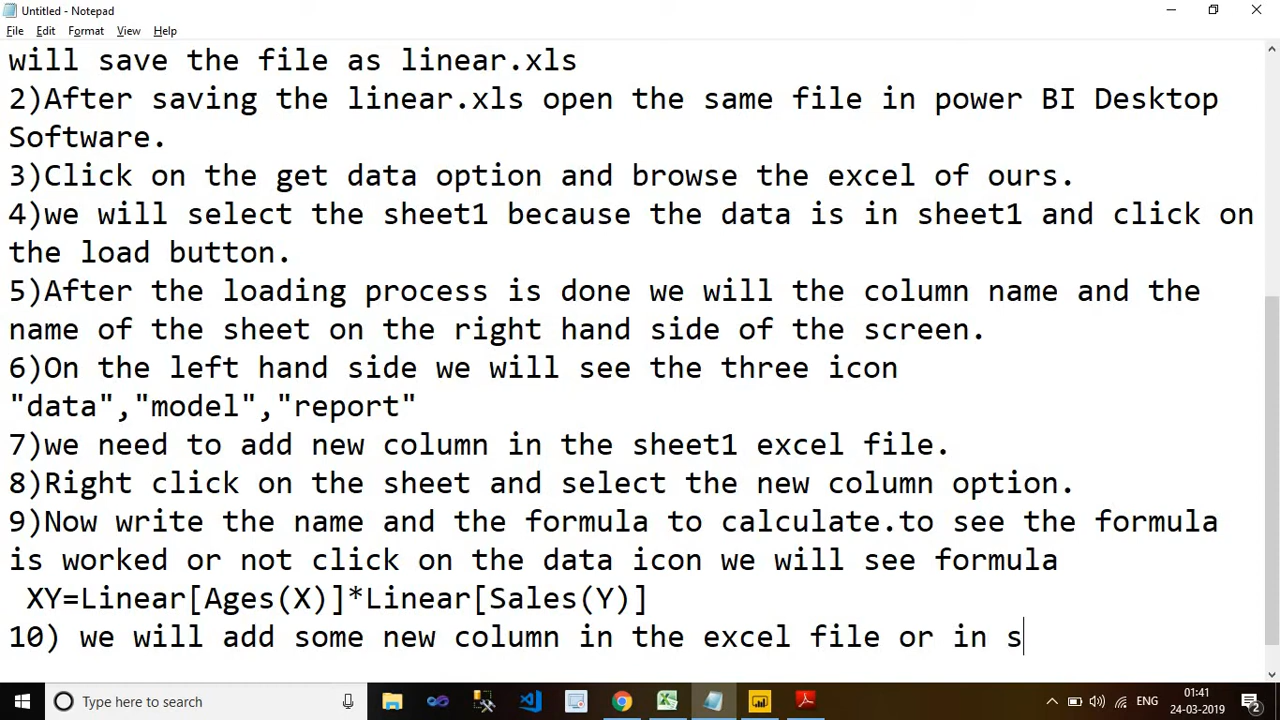 Untitled - Notepad
File Edit Format View Help
will save the file as linear.xls
2)After saving the linear.xls open the same file in power BI Desktop
Software.
3)Click on the get data option and browse the excel of ours.
4)we will select the sheet1 because the data is in sheet1 and click on
the load button.
5)After the loading process is done we will the column name and the
name of the sheet on the right hand side of the screen.
6)On the left hand side we will see the three icon
"data","model","report"
7)we need to add new column in the sheet1 excel file.
8)Right click on the sheet and select the new column option.
9)Now write the name and the formula to calculate.to see the formula
is worked or not click on the data icon we will see formula
XY=Linear[Ages(X)]*Linear[Sales(Y)]
10) we will add some new column in the excel file or in s
Type here to search
ENG
01:41
24-03-2019
2